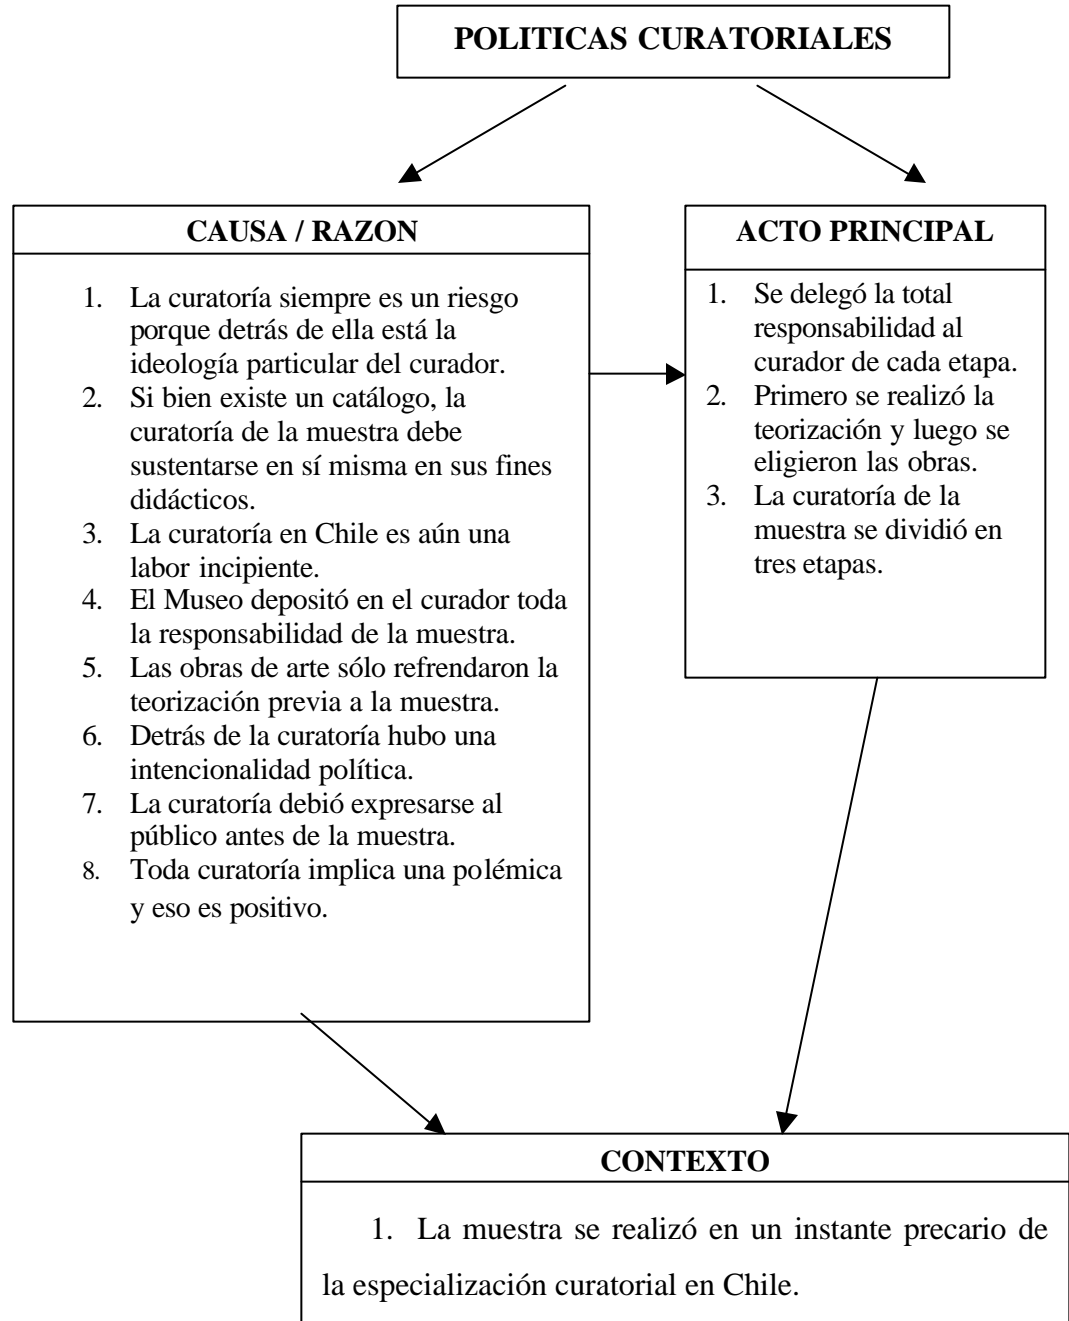 POLITICAS CURATORIALES
CAUSA / RAZON
1. La curatoría siempre es un riesgo
porque detrás de ella está la
ideología particular del curador.
2. Si bien existe un catálogo, la
curatoría de la muestra debe
sustentarse en sí misma en sus fines
didácticos.
3. La curatoría en Chile es aún una
labor incipiente.
4. El Museo depositó en el curador toda
la responsabilidad de la muestra.
5. Las obras de arte sólo refrendaron la
teorización previa a la muestra.
6. Detrás de la curatoría hubo una
intencionalidad política.
7. La curatoría debió expresarse al
público antes de la muestra.
8. Toda curatoría implica una polémica
y eso es positivo.
ACTO PRINCIPAL
1. Se delegó la total
responsabilidad al
curador de cada etapa.
2. Primero se realizó la
teorización y luego se
eligieron las obras.
3. La curatoría de la
muestra se dividió en
tres etapas.
CONTEXTO
1. La muestra se realizó en un instante precario de
la especialización curatorial en Chile.